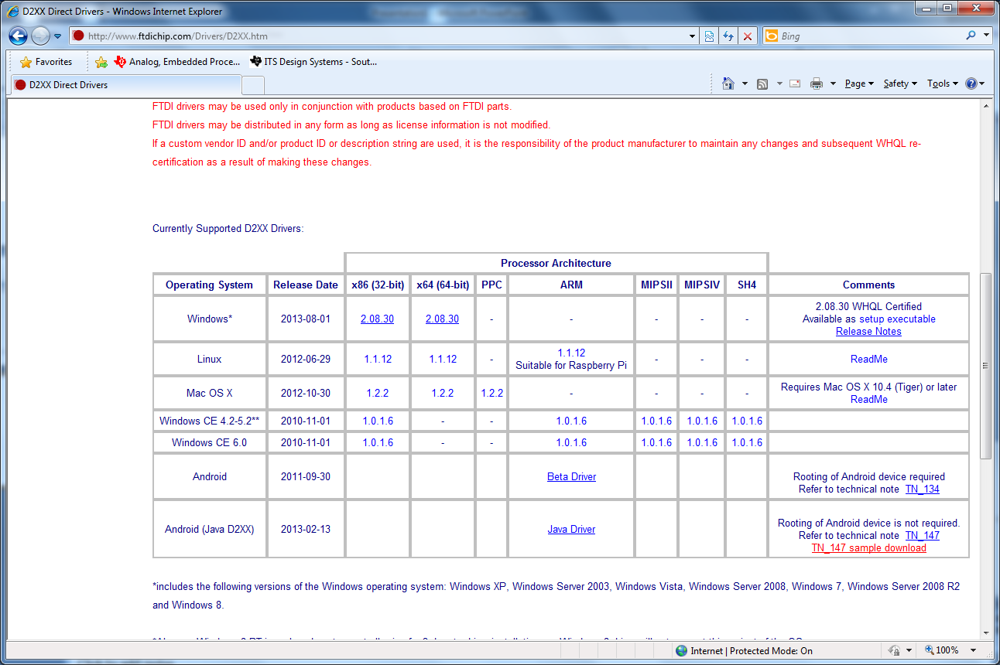 D2XX Direct Drivers - Windows Internet Explorer
http://www.ftdichip.com/Drivers/D2XX.htm
Bing
Favorites
Analog, Embedded Proce...
ITS Design Systems - Sout...
D2XX Direct Drivers
Page
Safety
Tools
FTDI drivers may be used only in conjunction with products based on FTDI parts.
FTDI drivers may be distributed in any form as long as license information is not modified.
If a custom vendor ID and/or product ID or description string are used, it is the responsibility of the product manufacturer to maintain any changes and subsequent WHQL re-
certification as a result of making these changes.
Currently Supported D2XX Drivers:
Processor Architecture
Operating System Release Date x86 (32-bit) x64 (64-bit) PPC ARM MIPSII MIPSIV SH4 Comments
2.08.30 WHQL Certified
Windows* 2013-08-01 2.08.30 2.08.30 - - - - - Available as setup executable
Release Notes
1.1.12
Linux 2012-06-29 1.1.12 1.1.12 - - - - ReadMe
Suitable for Raspberry Pi
Requires Mac OS X 10.4 (Tiger) or later
Mac OS X 2012-10-30 1.2.2 1.2.2 1.2.2 - - - -
ReadMe
Windows CE 4.2-5.2** 2010-11-01 1.0.1.6 - - 1.0.1.6 1.0.1.6 1.0.1.6 1.0.1.6
Windows CE 6.0 2010-11-01 1.0.1.6 - - 1.0.1.6 1.0.1.6 1.0.1.6 1.0.1.6
Android 2011-09-30 Beta Driver Rooting of Android device required
Refer to technical note TN_134
Rooting of Android device is not required.
Android (Java D2XX) 2013-02-13 Java Driver Refer to technical note TN_147
TN_147 sample download
*includes the following versions of the Windows operating system: Windows XP, Windows Server 2003, Windows Vista, Windows Server 2008, Windows 7, Windows Server 2008 R2
and Windows 8.
Internet | Protected Mode: On
100%